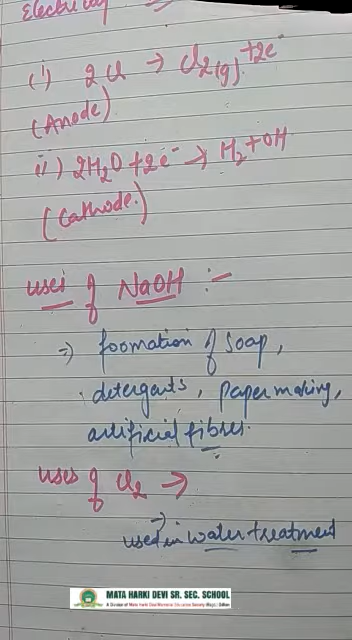 (i) 2Cl → Cl2(g) +2e-
(Anode)
ii) 2H2O +2e- → H2 + OH
(Cathode.)
uses of NaOH :-
=> foomation of soap,
detergents, paper making,
artificial fibres.
uses of Cl2 →
=>
used in water treatment
MATA HARKI DEVI SR. SEC. SCHOOL